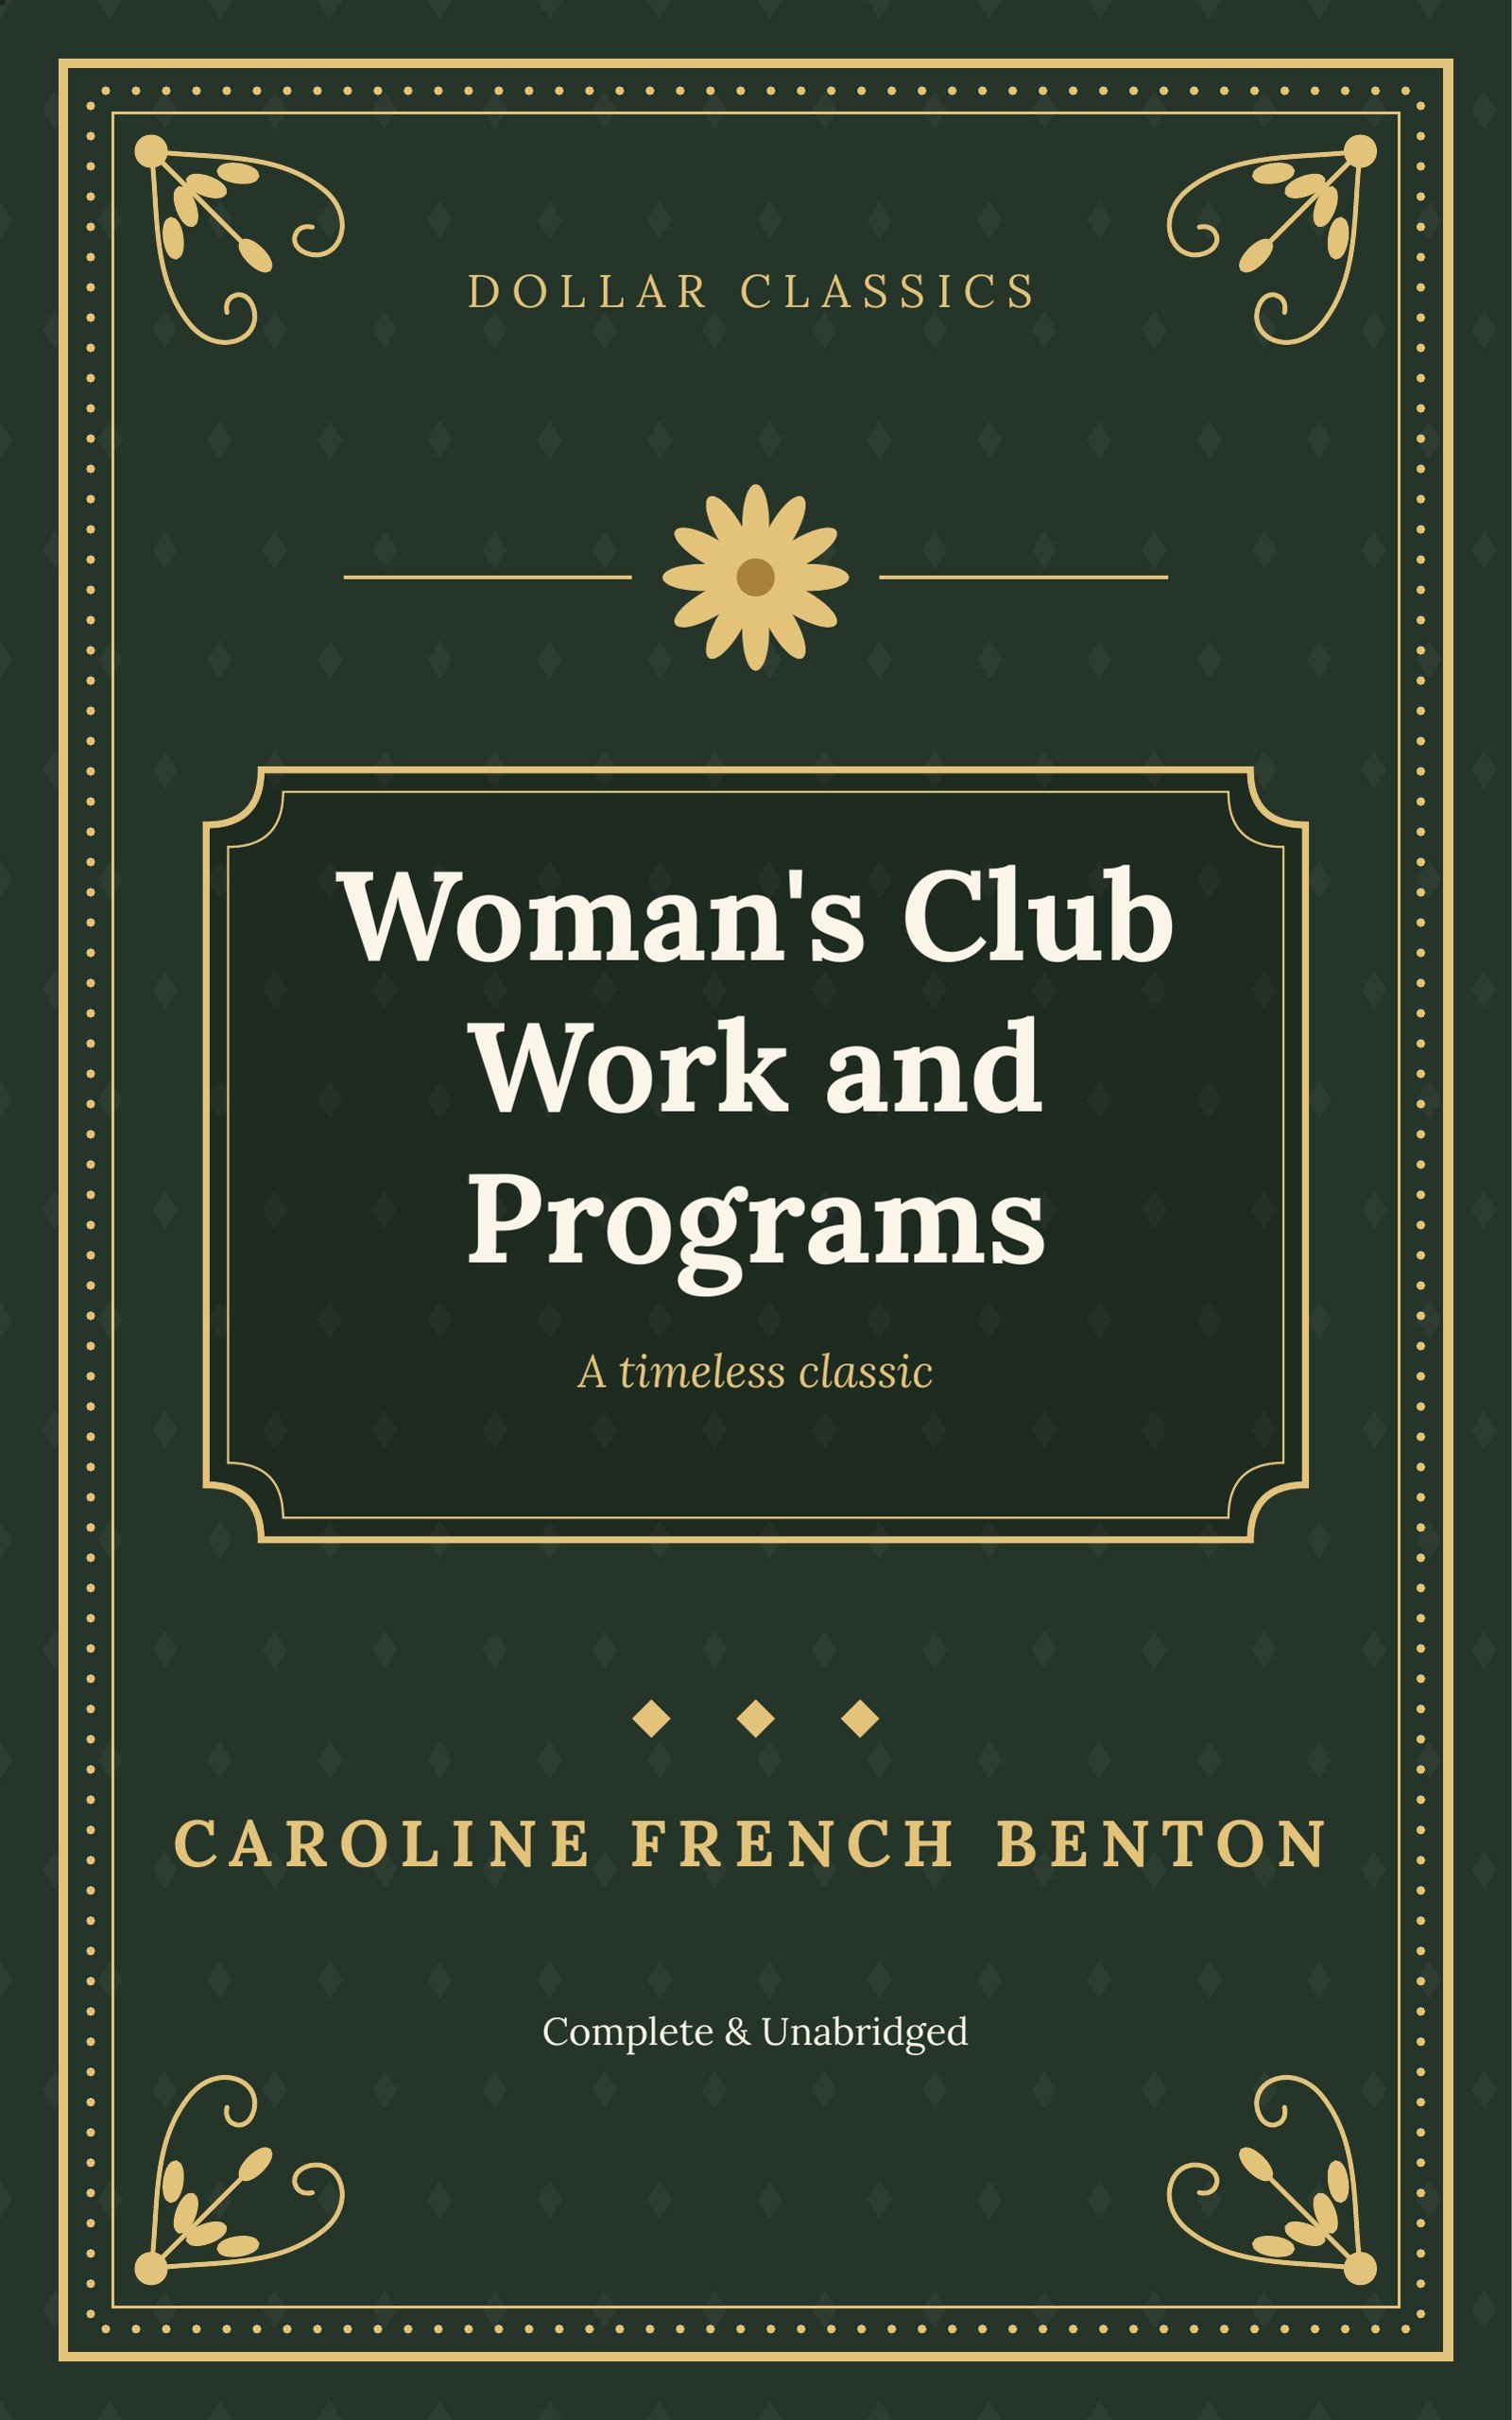 DOLLAR CLASSICS
Woman's Club
Work and
Programs
A timeless classic
CAROLINE FRENCH BENTON
Complete & Unabridged